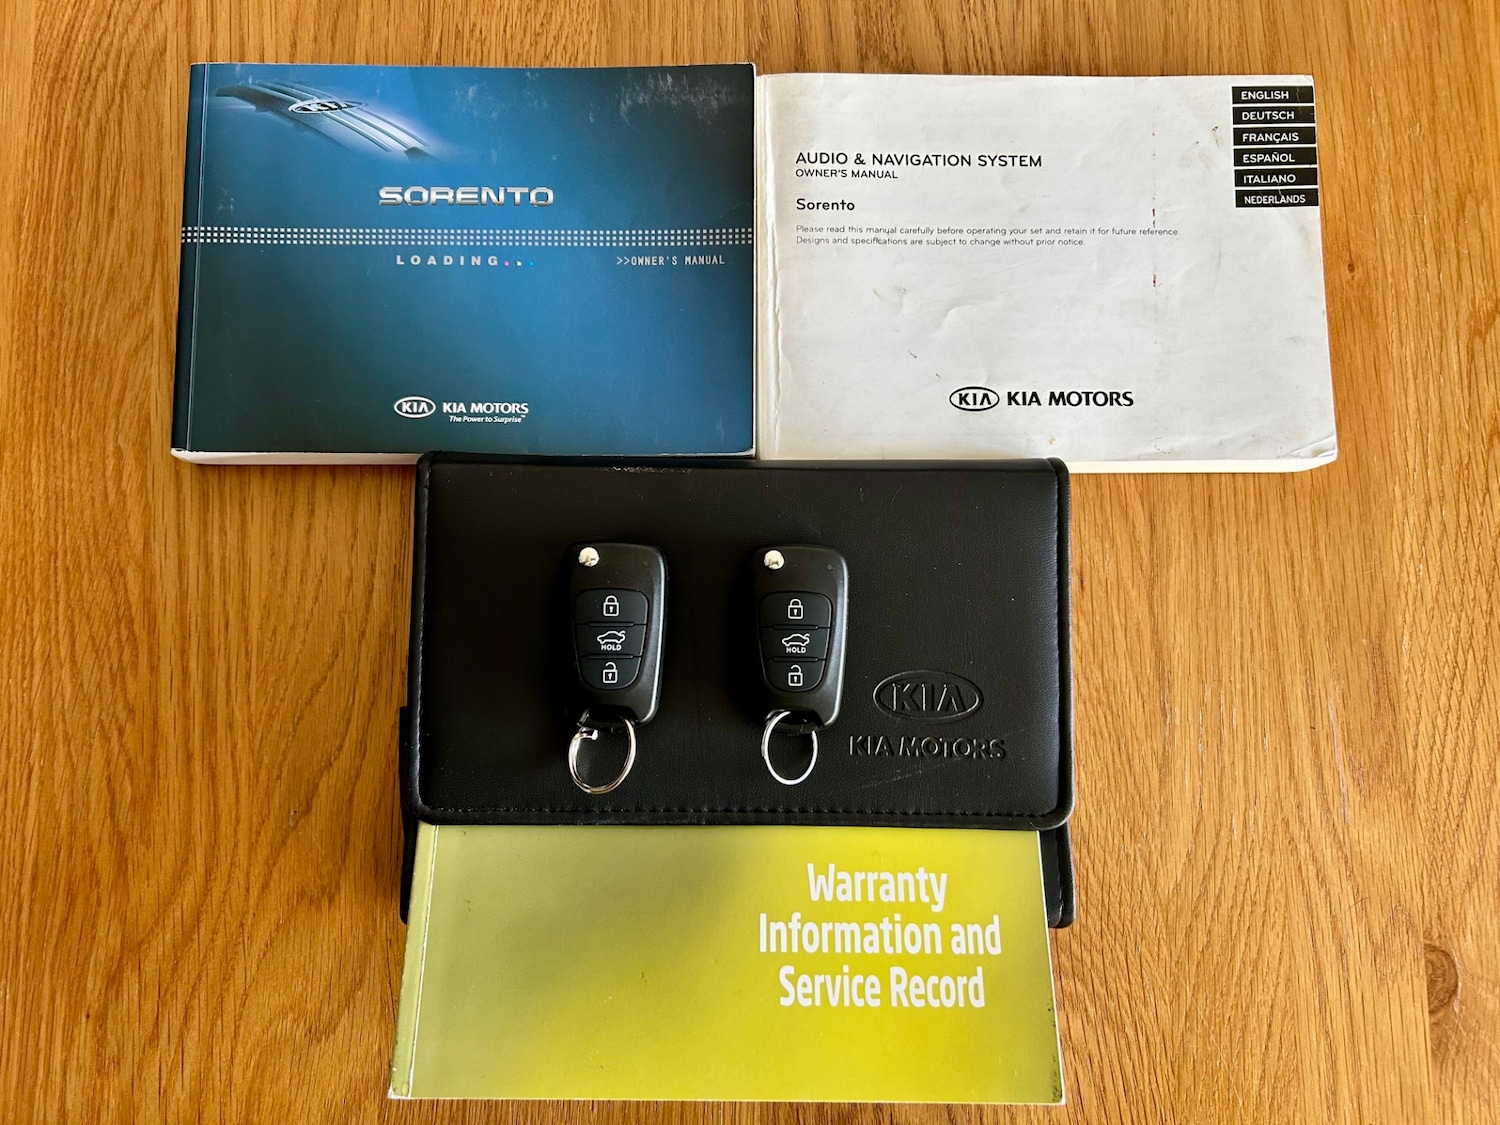 KIA
SORENTO
LOADING...
>>OWNER'S MANUAL
KIA KIA MOTORS
The Power to Surprise™
AUDIO & NAVIGATION SYSTEM
OWNER'S MANUAL
Sorento
Please read this manual carefully before operating your set and retain it for future reference.
Designs and specifications are subject to change without prior notice.
ENGLISH
DEUTSCH
FRANÇAIS
ESPAÑOL
ITALIANO
NEDERLANDS
KIA KIA MOTORS
HOLD
HOLD
KIA
KIA MOTORS
Warranty
Information and
Service Record